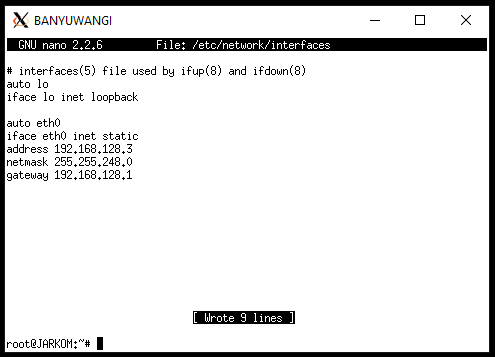 BANYUWANGI
GNU nano 2.2.6 File: /etc/network/interfaces
# interfaces(5) file used by ifup(8) and ifdown(8)
auto lo
iface lo inet loopback
auto eth0
iface eth0 inet static
address 192.168.128.3
netmask 255.255.248.0
gateway 192.168.128.1
[ Wrote 9 lines ]
root@JARKOM:~#